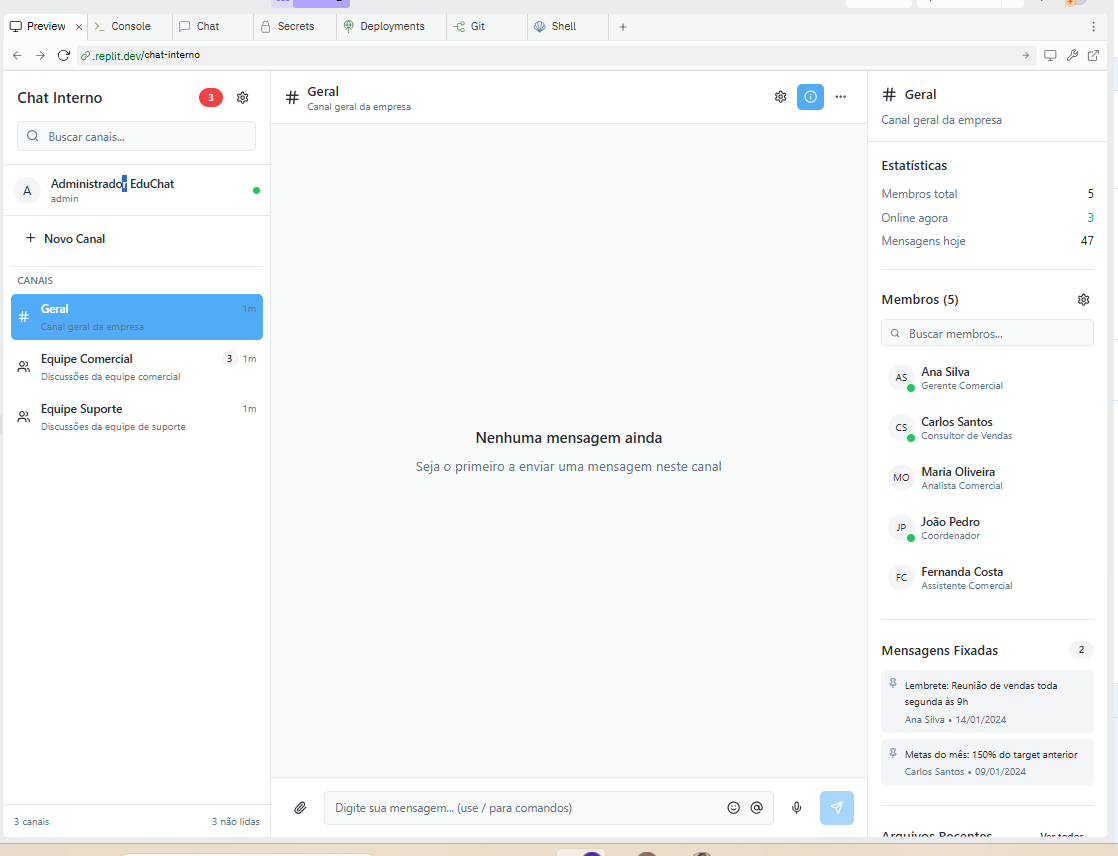 Preview
Console
Chat
Secrets
Deployments
Git
Shell
.replit.dev/chat-interno
Chat Interno
3
Buscar canais...
A
Administrador EduChat
admin
Novo Canal
CANAIS
Geral
1m
Canal geral da empresa
Equipe Comercial
3
1m
Discussões da equipe comercial
Equipe Suporte
1m
Discussões da equipe de suporte
3 canais
3 não lidas
Geral
Canal geral da empresa
Nenhuma mensagem ainda
Seja o primeiro a enviar uma mensagem neste canal
Digite sua mensagem... (use / para comandos)
Geral
Canal geral da empresa
Estatísticas
Membros total
5
Online agora
3
Mensagens hoje
47
Membros (5)
Buscar membros...
AS
Ana Silva
Gerente Comercial
CS
Carlos Santos
Consultor de Vendas
MO
Maria Oliveira
Analista Comercial
JP
João Pedro
Coordenador
FC
Fernanda Costa
Assistente Comercial
Mensagens Fixadas
2
Lembrete: Reunião de vendas toda
segunda às 9h
Ana Silva • 14/01/2024
Metas do mês: 150% do target anterior
Carlos Santos • 09/01/2024
Arquivos Recentes
Ver todos